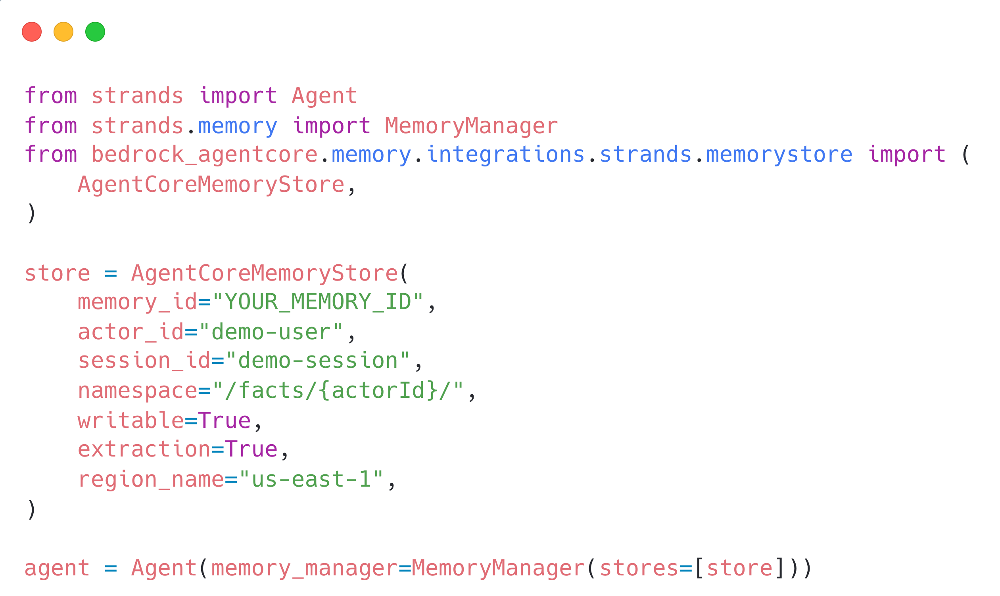 from strands import Agent
from strands.memory import MemoryManager
from bedrock_agentcore.memory.integrations.strands.memorystore import (
    AgentCoreMemoryStore,
)

store = AgentCoreMemoryStore(
    memory_id="YOUR_MEMORY_ID",
    actor_id="demo-user",
    session_id="demo-session",
    namespace="/facts/{actorId}/",
    writable=True,
    extraction=True,
    region_name="us-east-1",
)

agent = Agent(memory_manager=MemoryManager(stores=[store]))